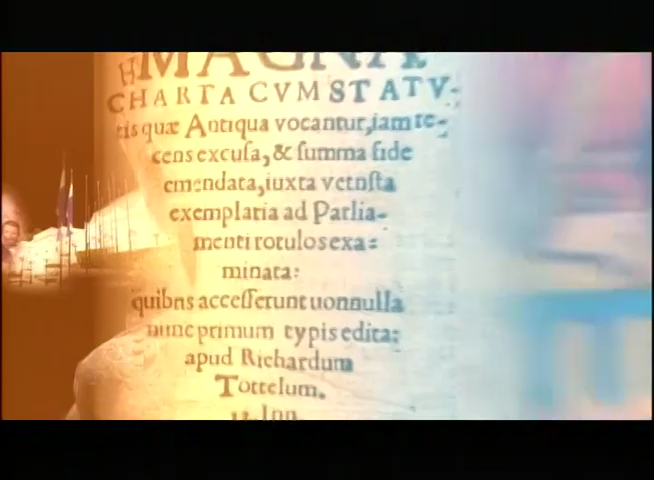 MAGNÆ
CHARTA CVM STATV-
tis quæ Antiqua vocantur, iam re-
cens excusa, & summa fide
emendata, iuxta vetusta
exemplaria ad Parlia-
menti rotulos exa-
minata:
quibus accesserunt nonnulla
nunc primum typis edita:
apud Richardum
Tottelum.